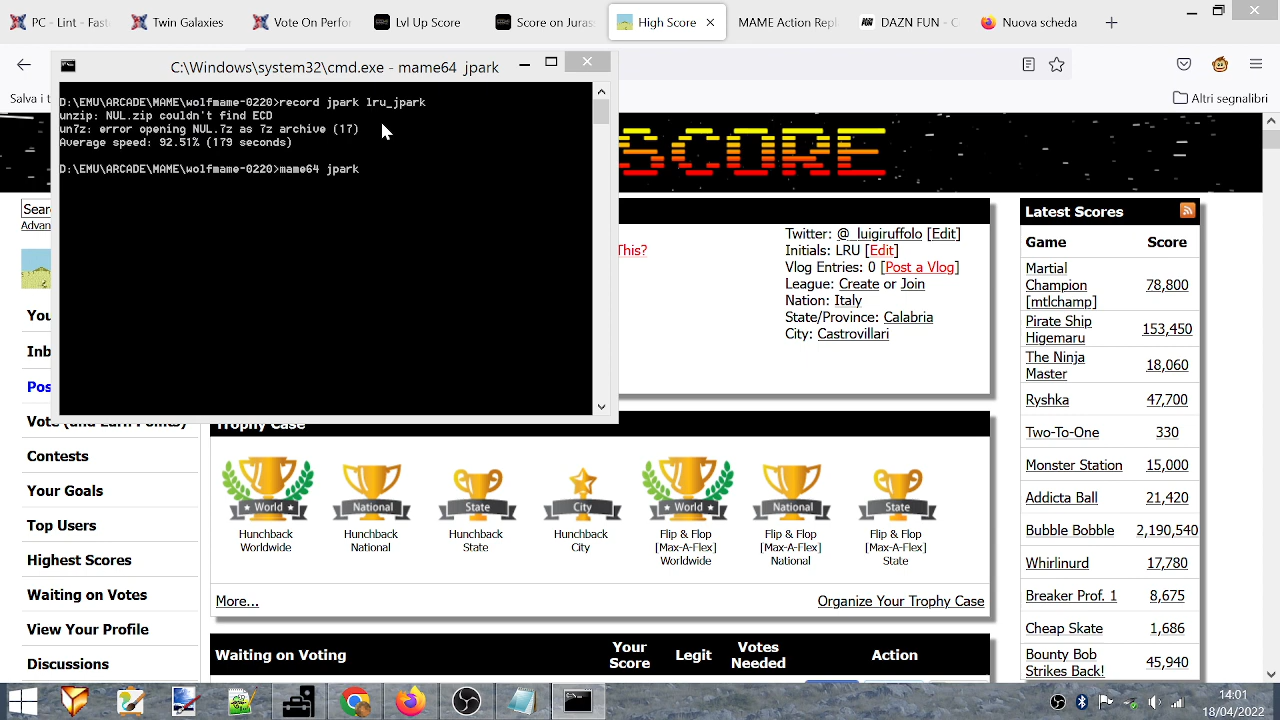 PC - Lint - Fast
Twin Galaxies
Vote On Perfor
Lvl Up Score
Score on Juras
High Score
MAME Action Repl
DAZN FUN - C
Nuova scheda
C:\Windows\system32\cmd.exe - mame64 jpark
Salva i t
Altri segnalibri
D:\EMU\ARCADE\MAME\wolfmame-0220>record jpark lru_jpark
unzip: NUL.zip couldn't find ECD
un7z: error opening NUL.7z as 7z archive (17)
Average speed: 92.51% (179 seconds)
D:\EMU\ARCADE\MAME\wolfmame-0220>mame64 jpark
SCORE
Sear
Advan
This?
Twitter: @_luigiruffolo [Edit]
Initials: LRU [Edit]
Vlog Entries: 0 [Post a Vlog]
League: Create or Join
Nation: Italy
State/Province: Calabria
City: Castrovillari
You
Inb
Pos
Vote (and Earn Points)
Contests
Your Goals
Top Users
Highest Scores
Waiting on Votes
View Your Profile
Discussions
Trophy Case
World
National
State
City
World
National
State
Hunchback
Worldwide
Hunchback
National
Hunchback
State
Hunchback
City
Flip & Flop
[Max-A-Flex]
Worldwide
Flip & Flop
[Max-A-Flex]
National
Flip & Flop
[Max-A-Flex]
State
More...
Organize Your Trophy Case
Waiting on Voting
Your
Score
Legit
Votes
Needed
Action
Latest Scores
Game Score
Martial
Champion
[mtlchamp]
78,800
Pirate Ship
Higemaru
153,450
The Ninja
Master
18,060
Ryshka 47,700
Two-To-One 330
Monster Station 15,000
Addicta Ball 21,420
Bubble Bobble 2,190,540
Whirlinurd 17,780
Breaker Prof. 1 8,675
Cheap Skate 1,686
Bounty Bob
Strikes Back!
45,940
14:01
18/04/2022